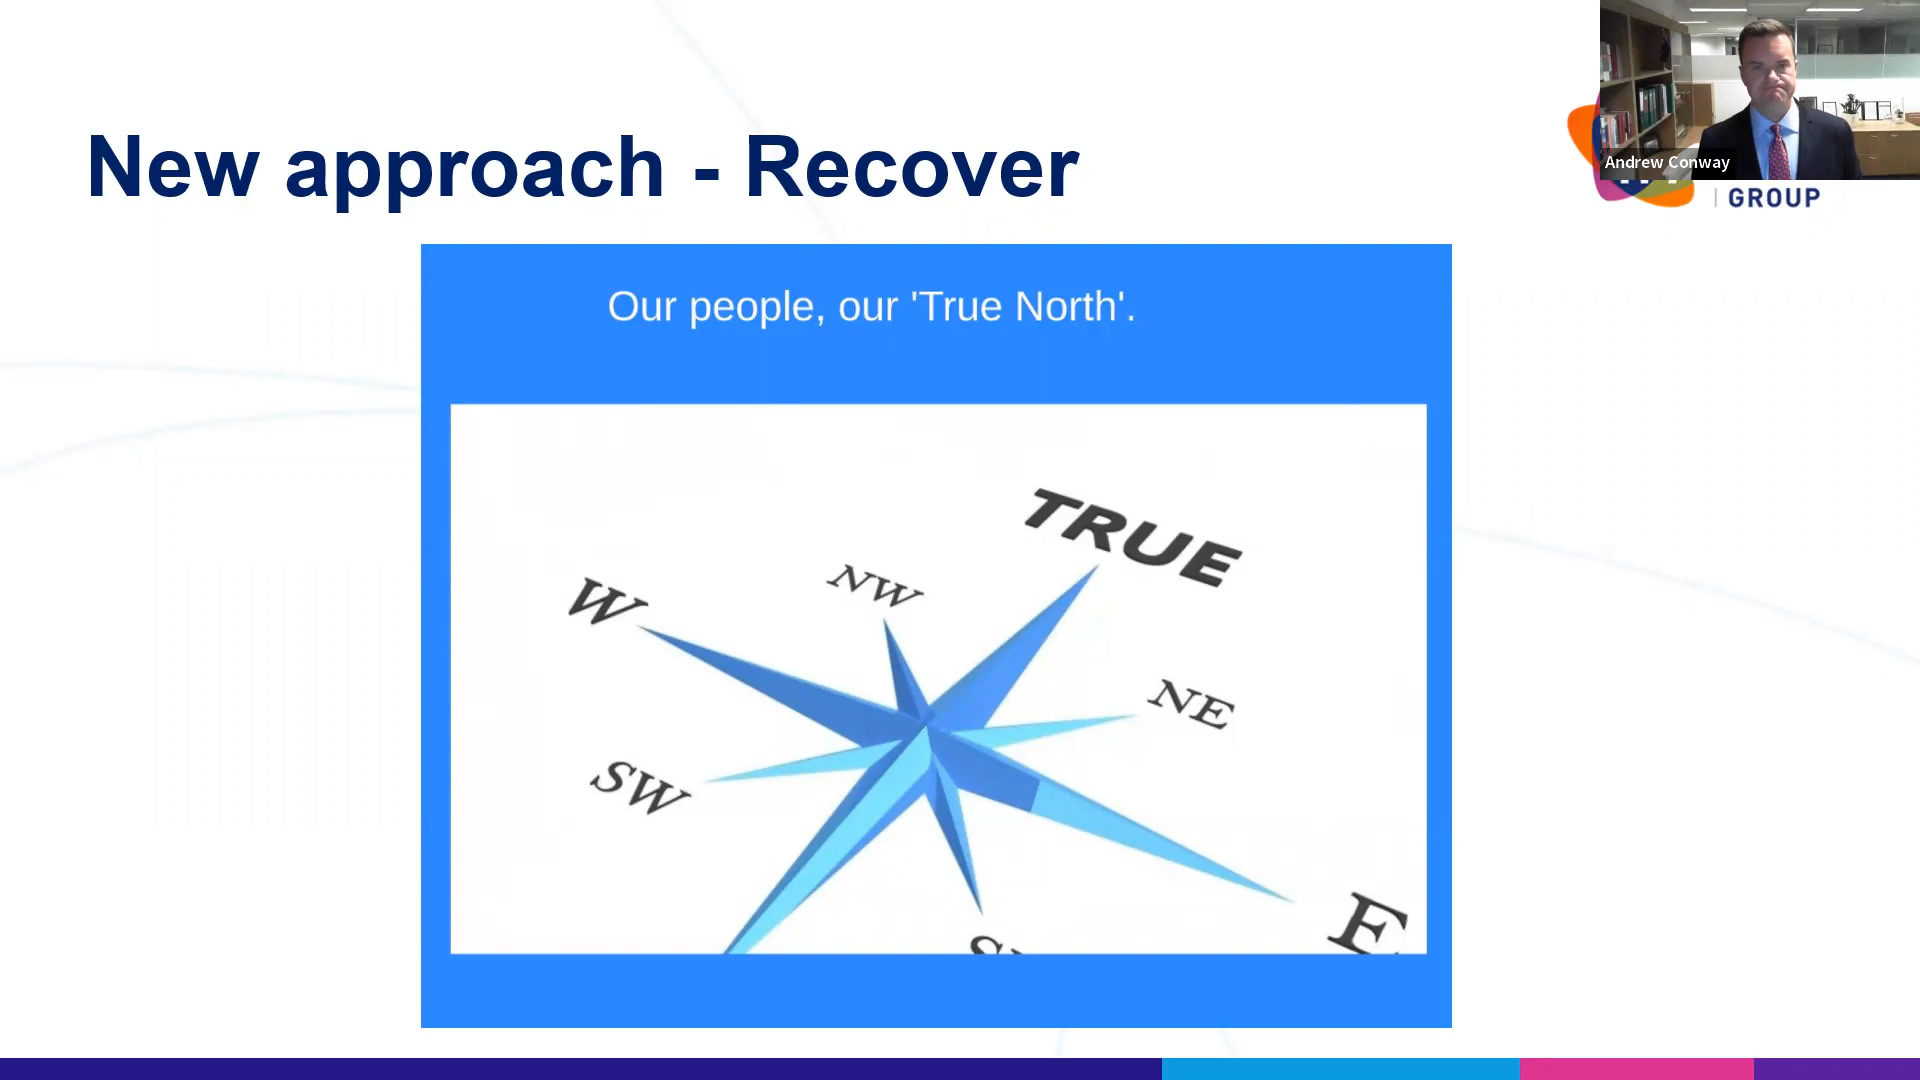 New approach - Recover
Andrew Conway
GROUP
Our people, our 'True North'.
TRUE
NW
W
NE
SW
E